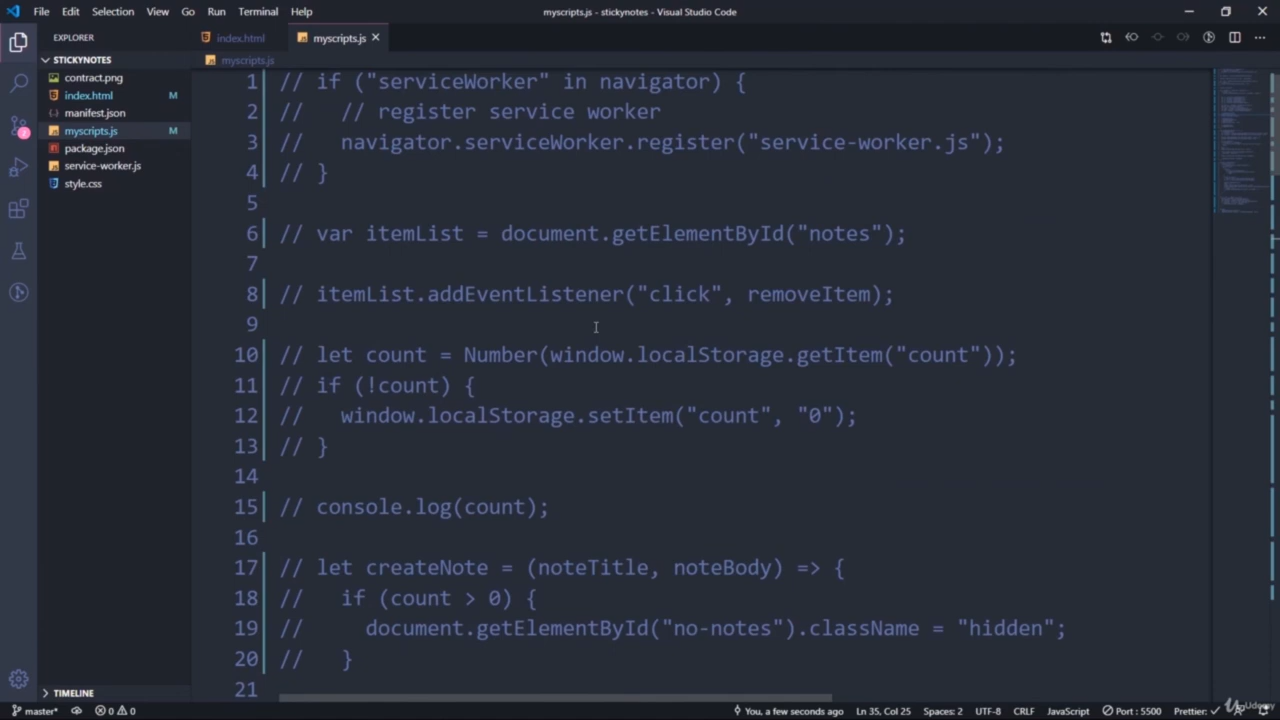 File Edit Selection View Go Run Terminal Help myscripts.js - stickynotes - Visual Studio Code
EXPLORER
index.html
myscripts.js
STICKYNOTES
contract.png
index.html M
manifest.json
myscripts.js M
package.json
service-worker.js
style.css
TIMELINE
myscripts.js
1 // if ("serviceWorker" in navigator) {
2 //   // register service worker
3 //   navigator.serviceWorker.register("service-worker.js");
4 // }
5
6 // var itemList = document.getElementById("notes");
7
8 // itemList.addEventListener("click", removeItem);
9
10 // let count = Number(window.localStorage.getItem("count"));
11 // if (!count) {
12 //   window.localStorage.setItem("count", "0");
13 // }
14
15 // console.log(count);
16
17 // let createNote = (noteTitle, noteBody) => {
18 //   if (count > 0) {
19 //     document.getElementById("no-notes").className = "hidden";
20 //   }
21
2
master* 0 0 You, a few seconds ago Ln 35, Col 25 Spaces: 2 UTF-8 CRLF JavaScript Port : 5500 Prettier: ✓
Udemy